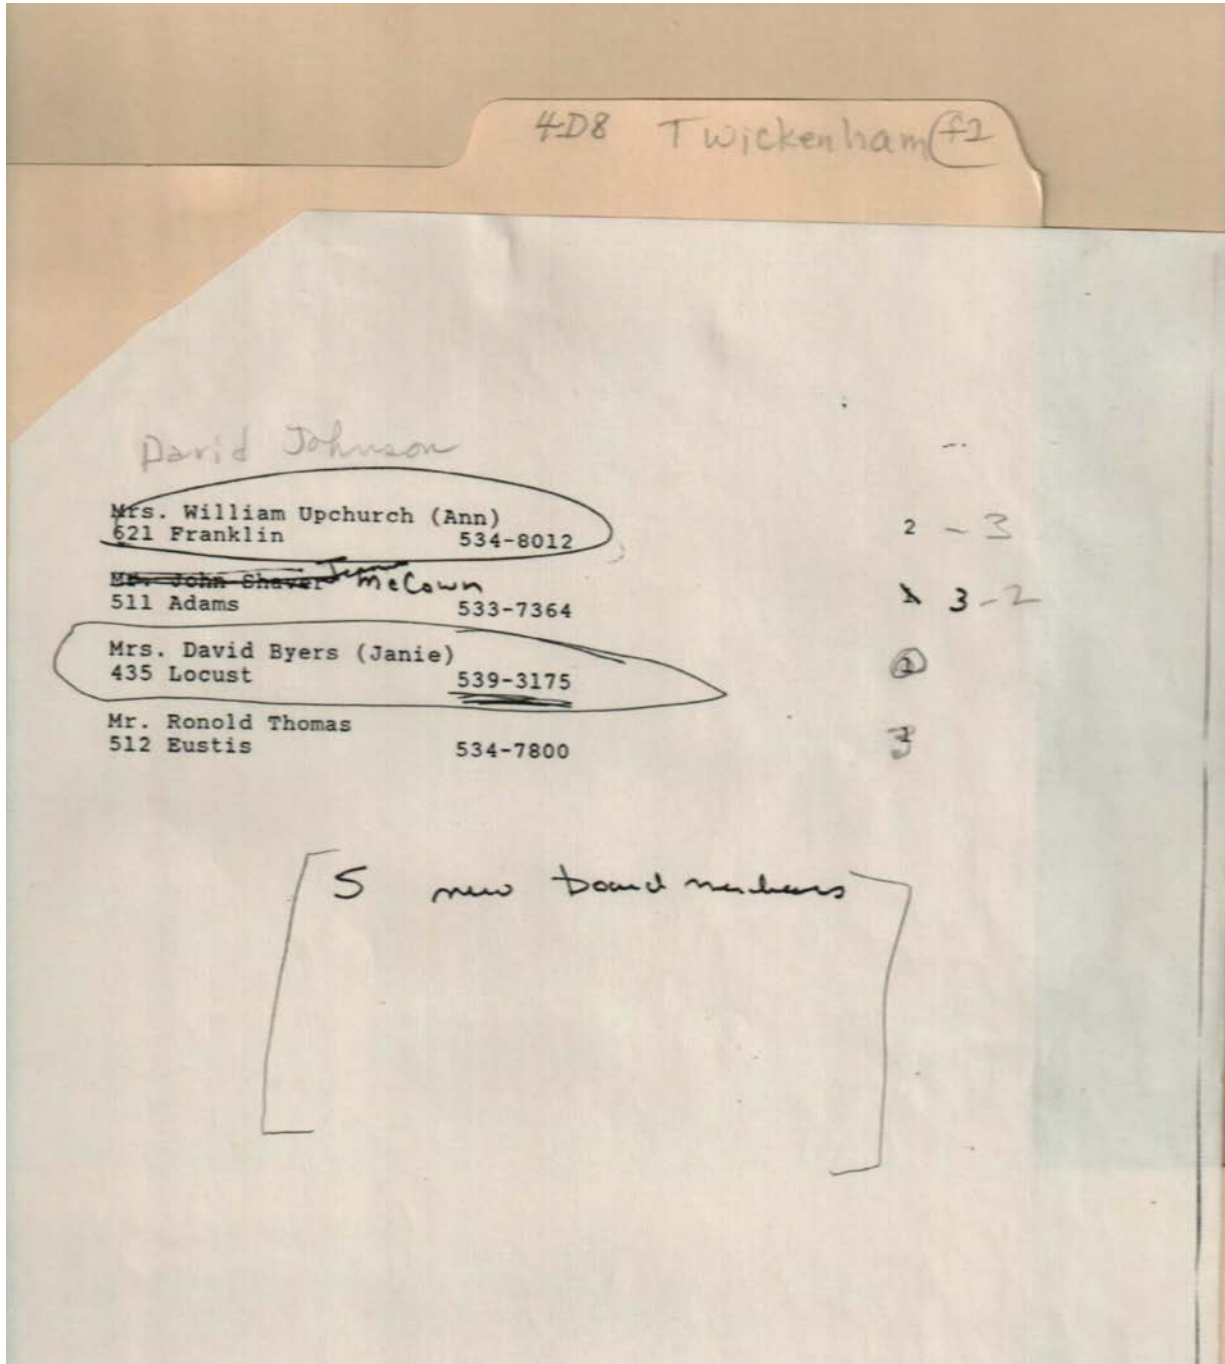 4D8 Twickenham f2
David Johnson
Mrs. William Upchurch (Ann)
621 Franklin 534-8012 2 - 3
Mr. John Shaver Jean McCown
511 Adams 533-7364 3 - 2
Mrs. David Byers (Janie)
435 Locust 539-3175 2
Mr. Ronold Thomas
512 Eustis 534-7800 3
5 new board members